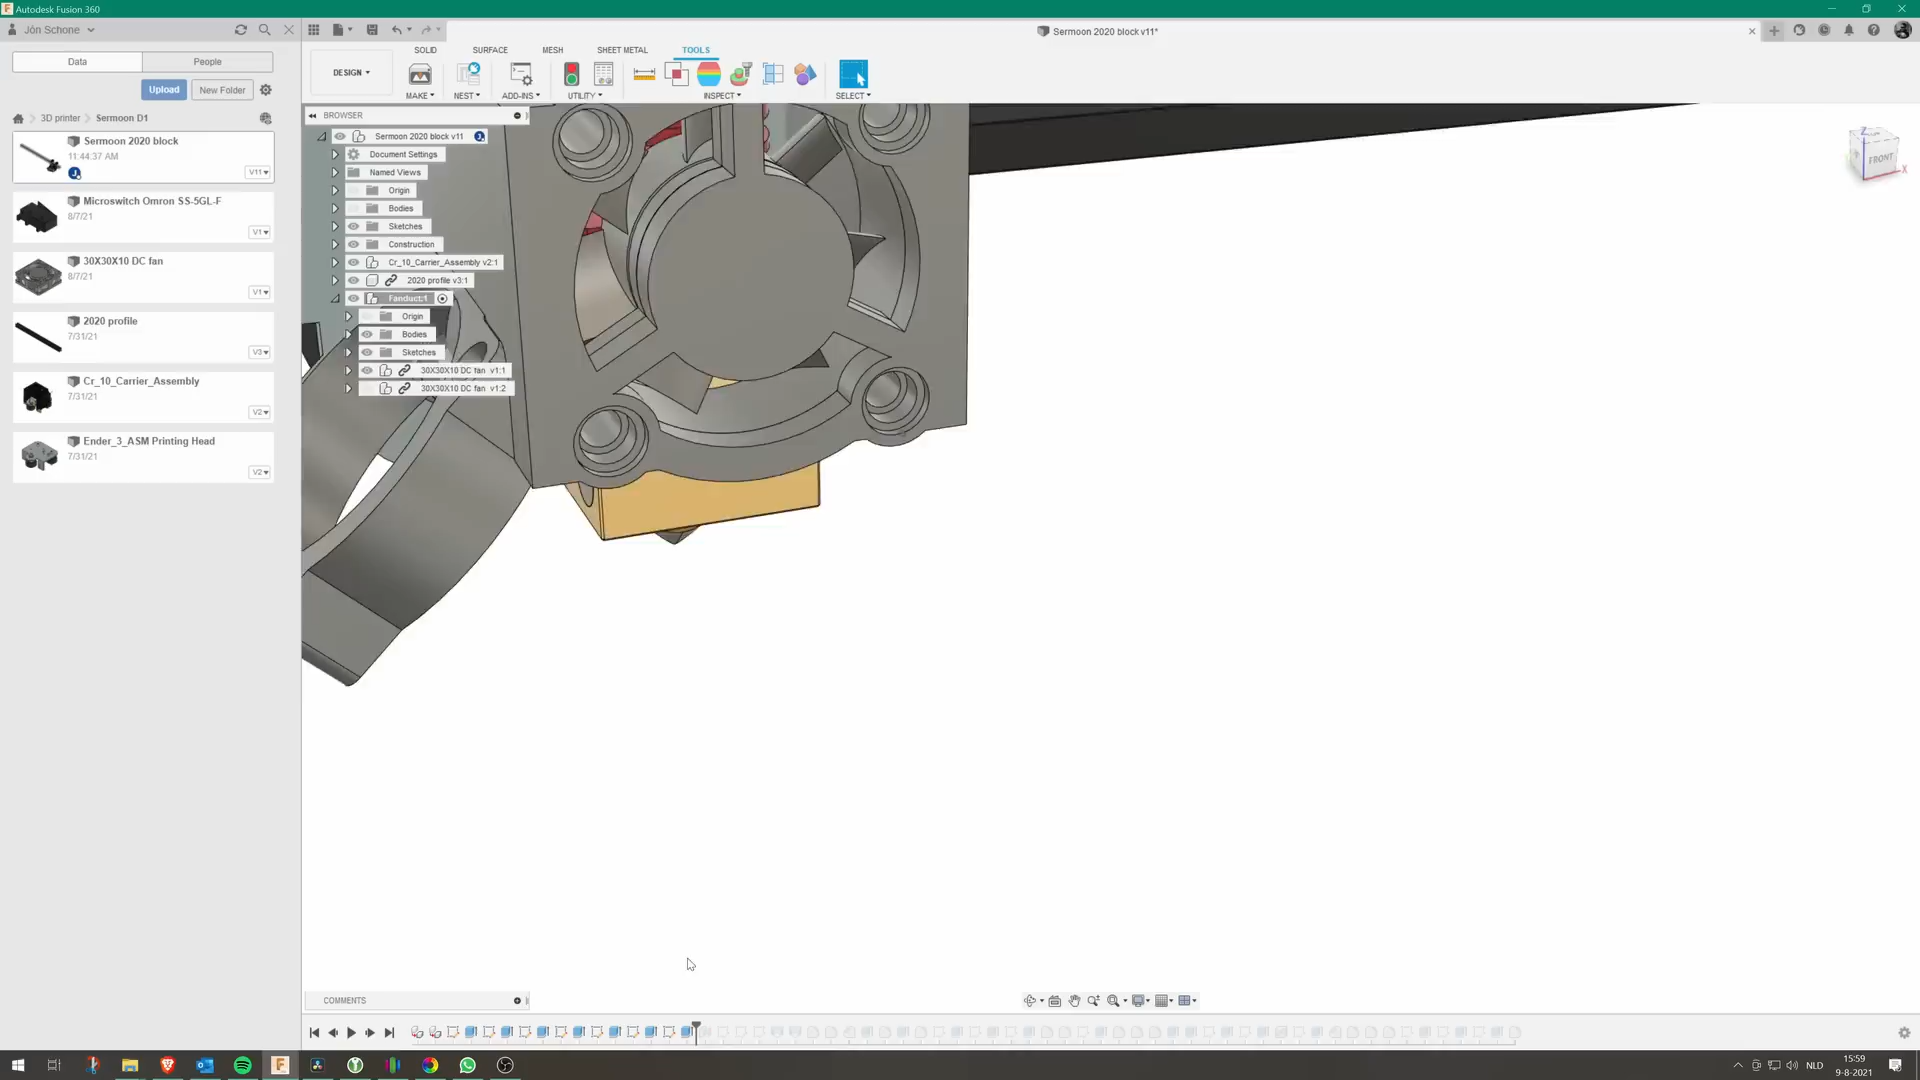 Autodesk Fusion 360
Jón Schone
Sermoon 2020 block v11*
Data
People
Upload
New Folder
3D printer
Sermoon D1
Sermoon 2020 block
11:44:37 AM
V11
Microswitch Omron SS-5GL-F
8/7/21
V1
30X30X10 DC fan
8/7/21
V1
2020 profile
7/31/21
V3
Cr_10_Carrier_Assembly
7/31/21
V2
Ender_3_ASM Printing Head
7/31/21
V2
SOLID
SURFACE
MESH
SHEET METAL
TOOLS
DESIGN
MAKE
NEST
ADD-INS
UTILITY
INSPECT
SELECT
BROWSER
Sermoon 2020 block v11
Document Settings
Named Views
Origin
Bodies
Sketches
Construction
Cr_10_Carrier_Assembly v2:1
2020 profile v3:1
Fanduct:1
Origin
Bodies
Sketches
30X30X10 DC fan v1:1
30X30X10 DC fan v1:2
Z
FRONT
X
COMMENTS
NLD
15:59
9-8-2021